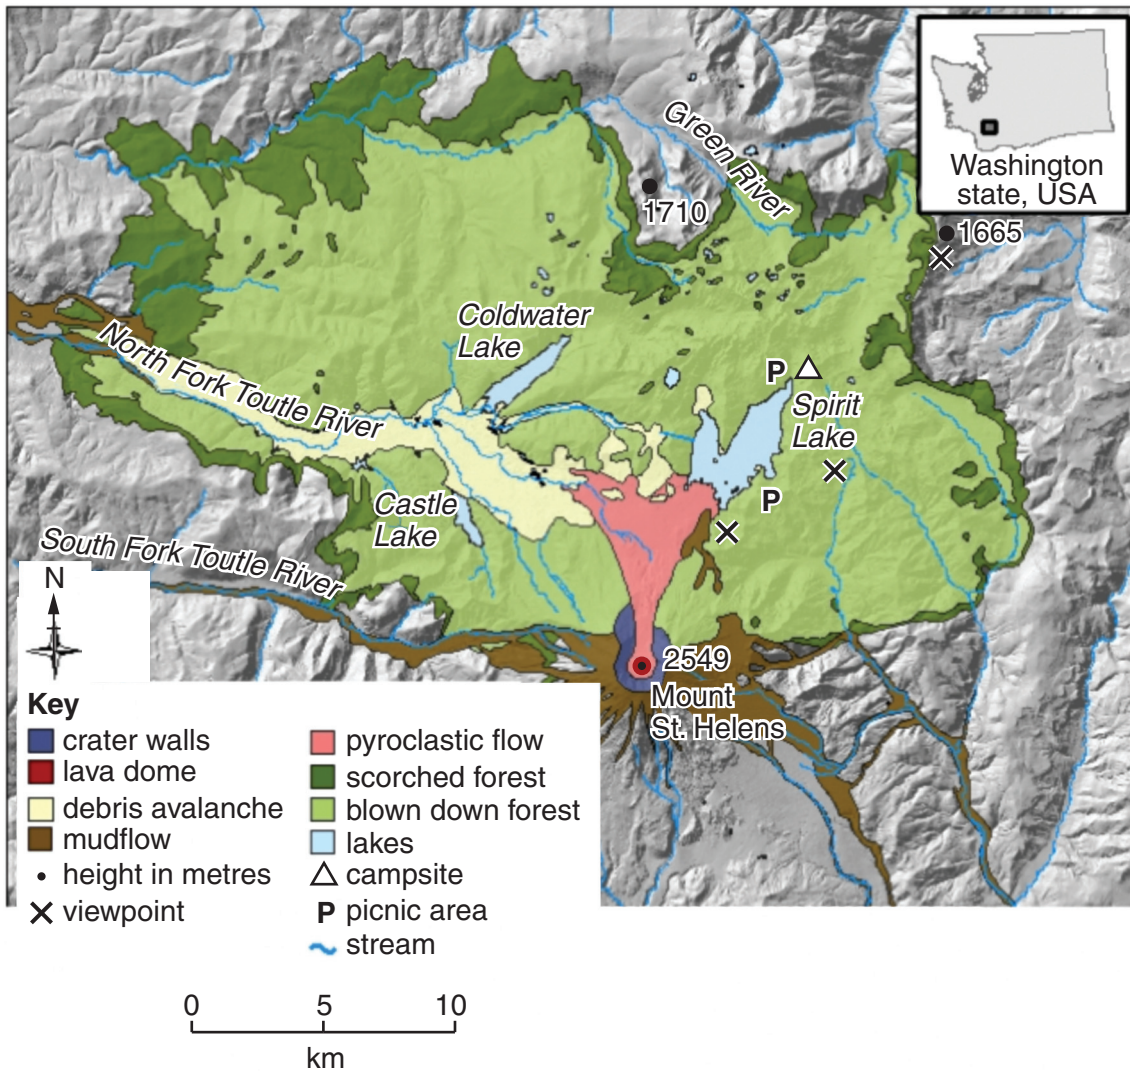 Green River
1710
Washington
state, USA
1665
Coldwater
Lake
North Fork Toutle River
P
Spirit
Lake
Castle
Lake
P
South Fork Toutle River
N
2549
Mount
St. Helens
Key
crater walls
lava dome
debris avalanche
mudflow
height in metres
viewpoint
pyroclastic flow
scorched forest
blown down forest
lakes
campsite
P picnic area
stream
0 5 10
km